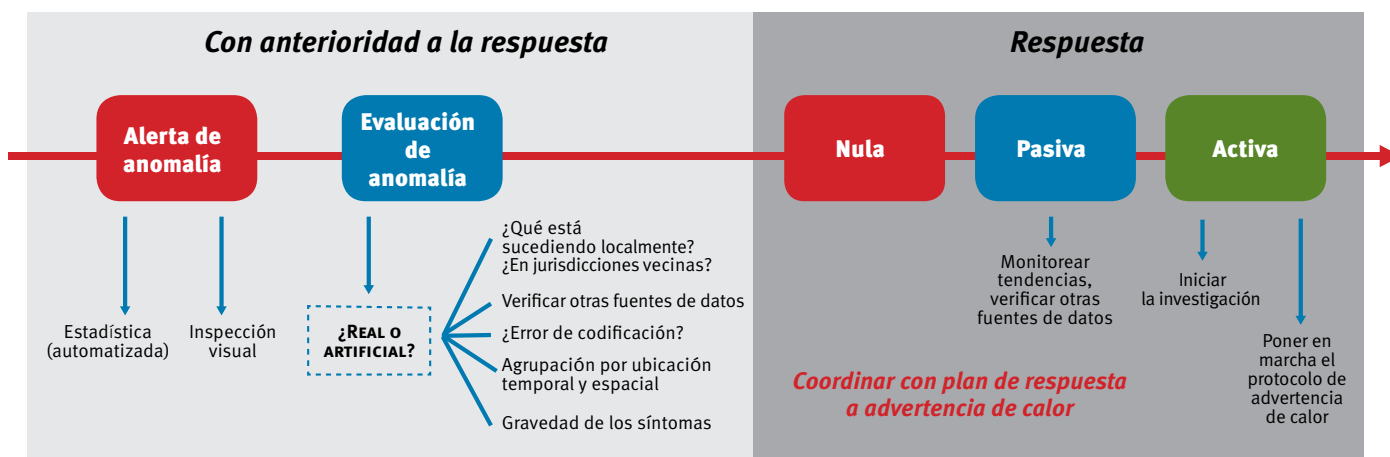 Con anterioridad a la respuesta
Alerta de
anomalía
Evaluación
de
anomalía
Estadística
(automatizada)
Inspección
visual
¿REAL O
ARTIFICIAL?
¿Qué está
sucediendo localmente?
¿En jurisdicciones vecinas?
Verificar otras fuentes de datos
¿Error de codificación?
Agrupación por ubicación
temporal y espacial
Gravedad de los síntomas
Respuesta
Nula
Pasiva
Activa
Monitorear
tendencias,
verificar otras
fuentes de datos
Iniciar
la investigación
Poner en
marcha el
protocolo de
advertencia
de calor
Coordinar con plan de respuesta
a advertencia de calor